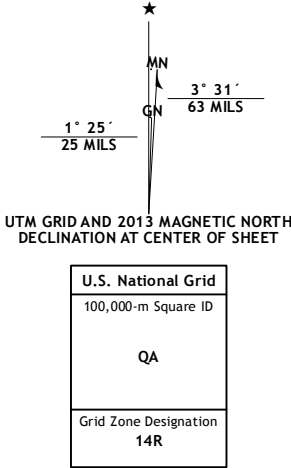 ★
MN
3° 31´
63 MILS
GN
1° 25´
25 MILS
UTM GRID AND 2013 MAGNETIC NORTH
DECLINATION AT CENTER OF SHEET
U.S. National Grid
100,000-m Square ID
QA
Grid Zone Designation
14R